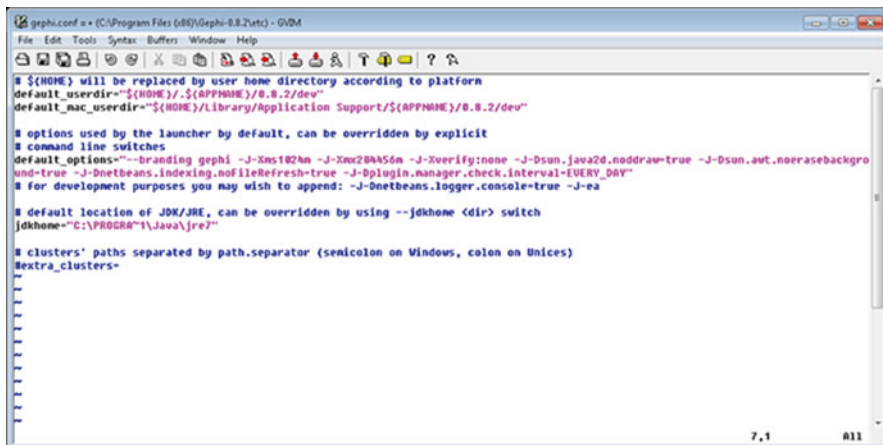 gephi.conf = + (C:\Program Files (x86)\Gephi-0.8.2\etc) - GVIM
File Edit Tools Syntax Buffers Window Help
# ${HOME} will be replaced by user home directory according to platform
default_userdir="${HOME}/.${APPNAME}/0.8.2/dev"
default_mac_userdir="${HOME}/Library/Application Support/${APPNAME}/0.8.2/dev"
# options used by the launcher by default, can be overridden by explicit
# command line switches
default_options="--branding gephi -J-Xms1024m -J-Xmx204456m -J-Xverify:none -J-Dsun.java2d.noddraw=true -J-Dsun.awt.noerasebackgro
und=true -J-Dnetbeans.indexing.noFileRefresh=true -J-Dplugin.manager.check.interval=EVERY_DAY"
# for development purposes you may wish to append: -J-Dnetbeans.logger.console=true -J-ea
# default location of JDK/JRE, can be overridden by using --jdkhome <dir> switch
jdkhome="C:\PROGRA~1\Java\jre7"
# clusters' paths separated by path.separator (semicolon on Windows, colon on Unices)
#extra_clusters=
~
~
~
~
~
~
~
~
~
~
~
~
7,1 All